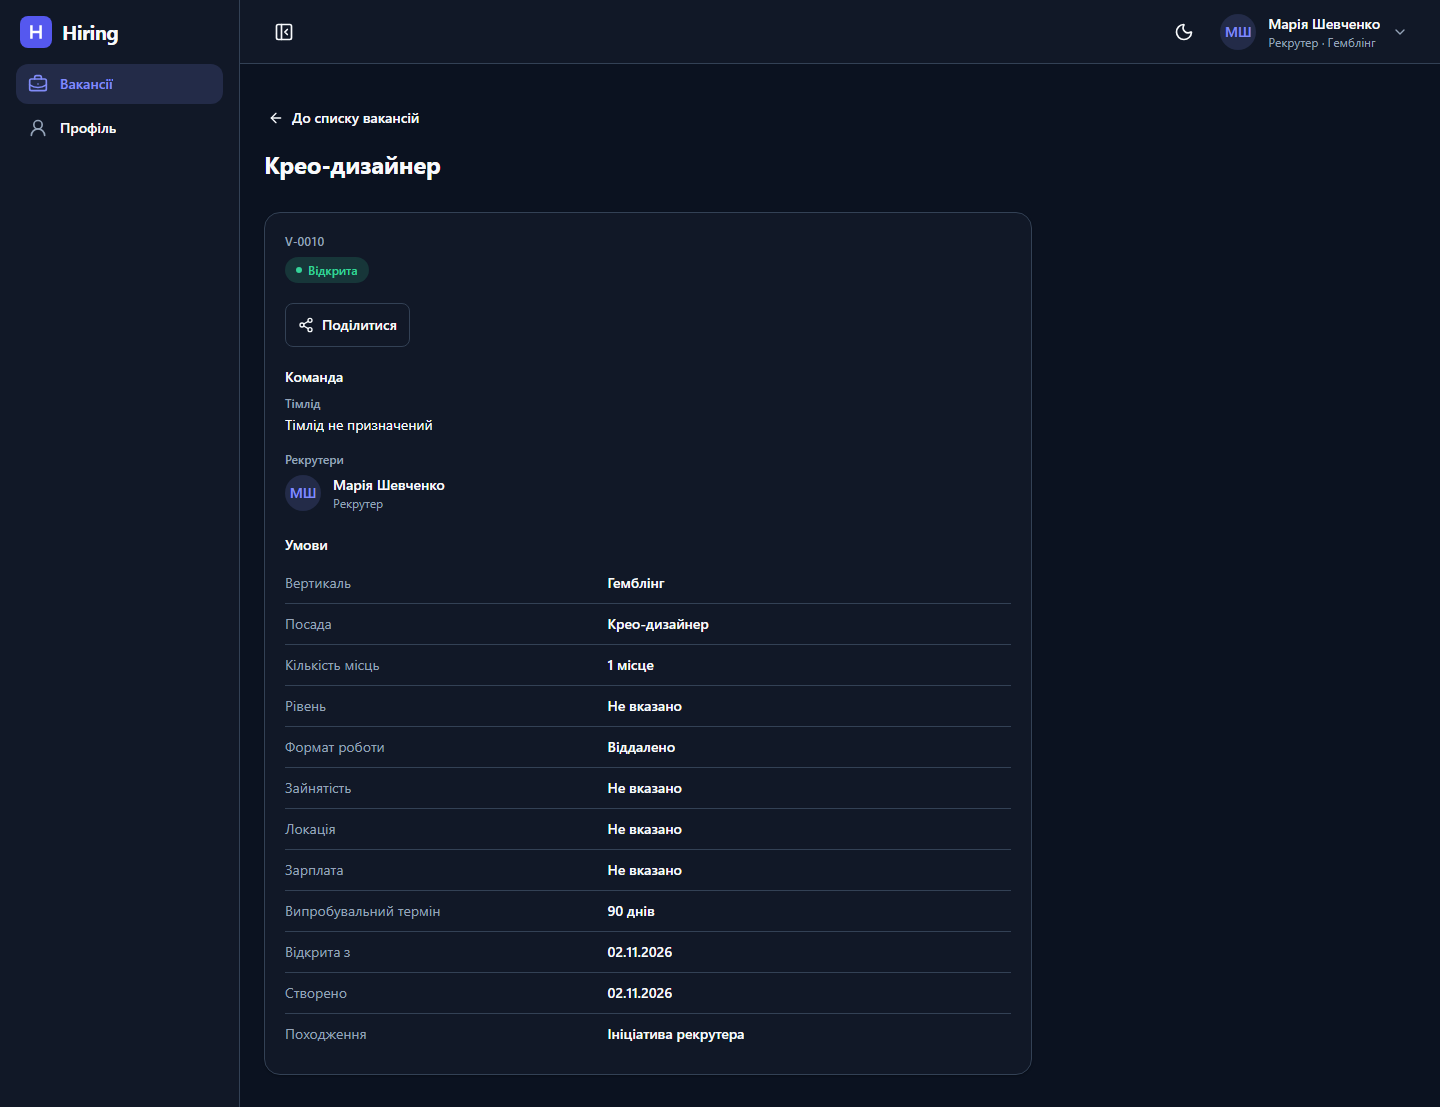 H Hiring
Вакансії
Профіль
МШ
Марія Шевченко
Рекрутер · Гемблінг
До списку вакансій
Крео-дизайнер
V-0010
Відкрита
Поділитися
Команда
Тімлід
Тімлід не призначений
Рекрутери
МШ
Марія Шевченко
Рекрутер
Умови
Вертикаль Гемблінг
Посада Крео-дизайнер
Кількість місць 1 місце
Рівень Не вказано
Формат роботи Віддалено
Зайнятість Не вказано
Локація Не вказано
Зарплата Не вказано
Випробувальний термін 90 днів
Відкрита з 02.11.2026
Створено 02.11.2026
Походження Ініціатива рекрутера